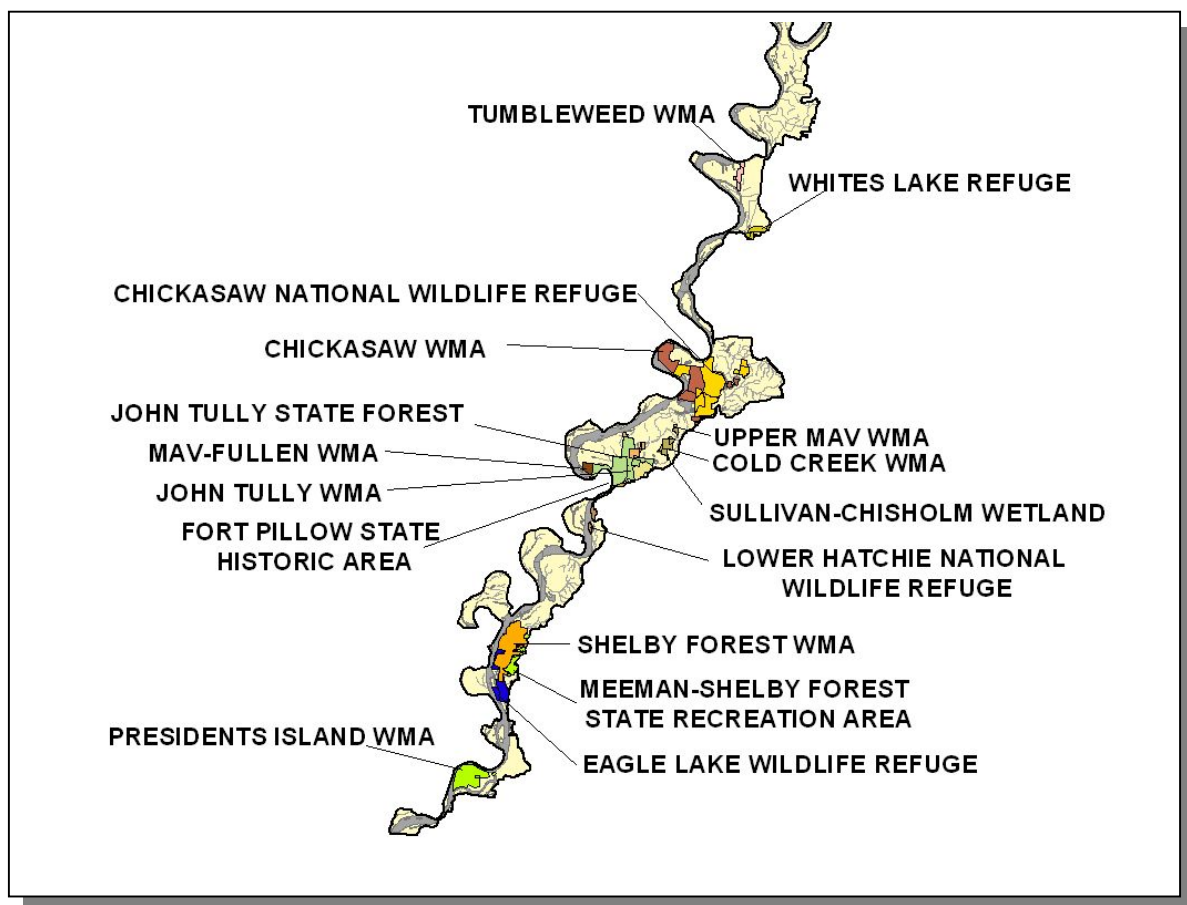 TUMBLEWEED WMA
WHITES LAKE REFUGE
CHICKASAW NATIONAL WILDLIFE REFUGE
CHICKASAW WMA
JOHN TULLY STATE FOREST
MAV-FULLEN WMA
JOHN TULLY WMA
FORT PILLOW STATE
HISTORIC AREA
UPPER MAV WMA
COLD CREEK WMA
SULLIVAN-CHISHOLM WETLAND
LOWER HATCHIE NATIONAL
WILDLIFE REFUGE
SHELBY FOREST WMA
MEEMAN-SHELBY FOREST
STATE RECREATION AREA
PRESIDENTS ISLAND WMA
EAGLE LAKE WILDLIFE REFUGE